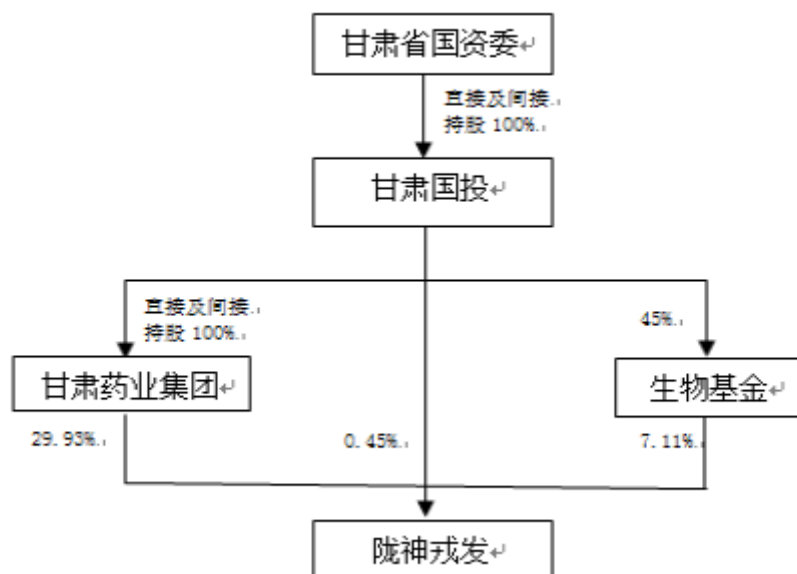 甘肃省国资委
直接及间接
持股 100%
甘肃国投
直接及间接
持股 100%
45%
甘肃药业集团
生物基金
29.93%
0.45%
7.11%
陇神戎发